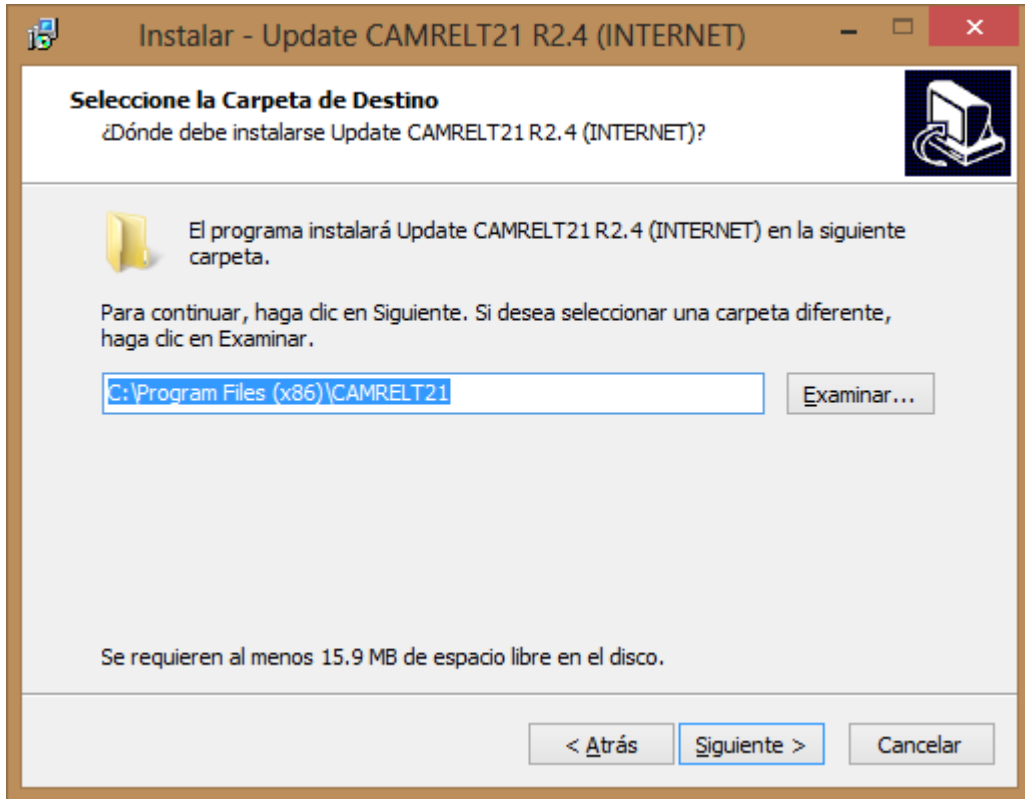 Instalar - Update CAMRELT21 R2.4 (INTERNET)
Seleccione la Carpeta de Destino
¿Dónde debe instalarse Update CAMRELT21 R2.4 (INTERNET)?
El programa instalará Update CAMRELT21 R2.4 (INTERNET) en la siguiente
carpeta.
Para continuar, haga clic en Siguiente. Si desea seleccionar una carpeta diferente,
haga clic en Examinar.
C:\Program Files (x86)\CAMRELT21
Examinar...
Se requieren al menos 15.9 MB de espacio libre en el disco.
< Atrás
Siguiente >
Cancelar